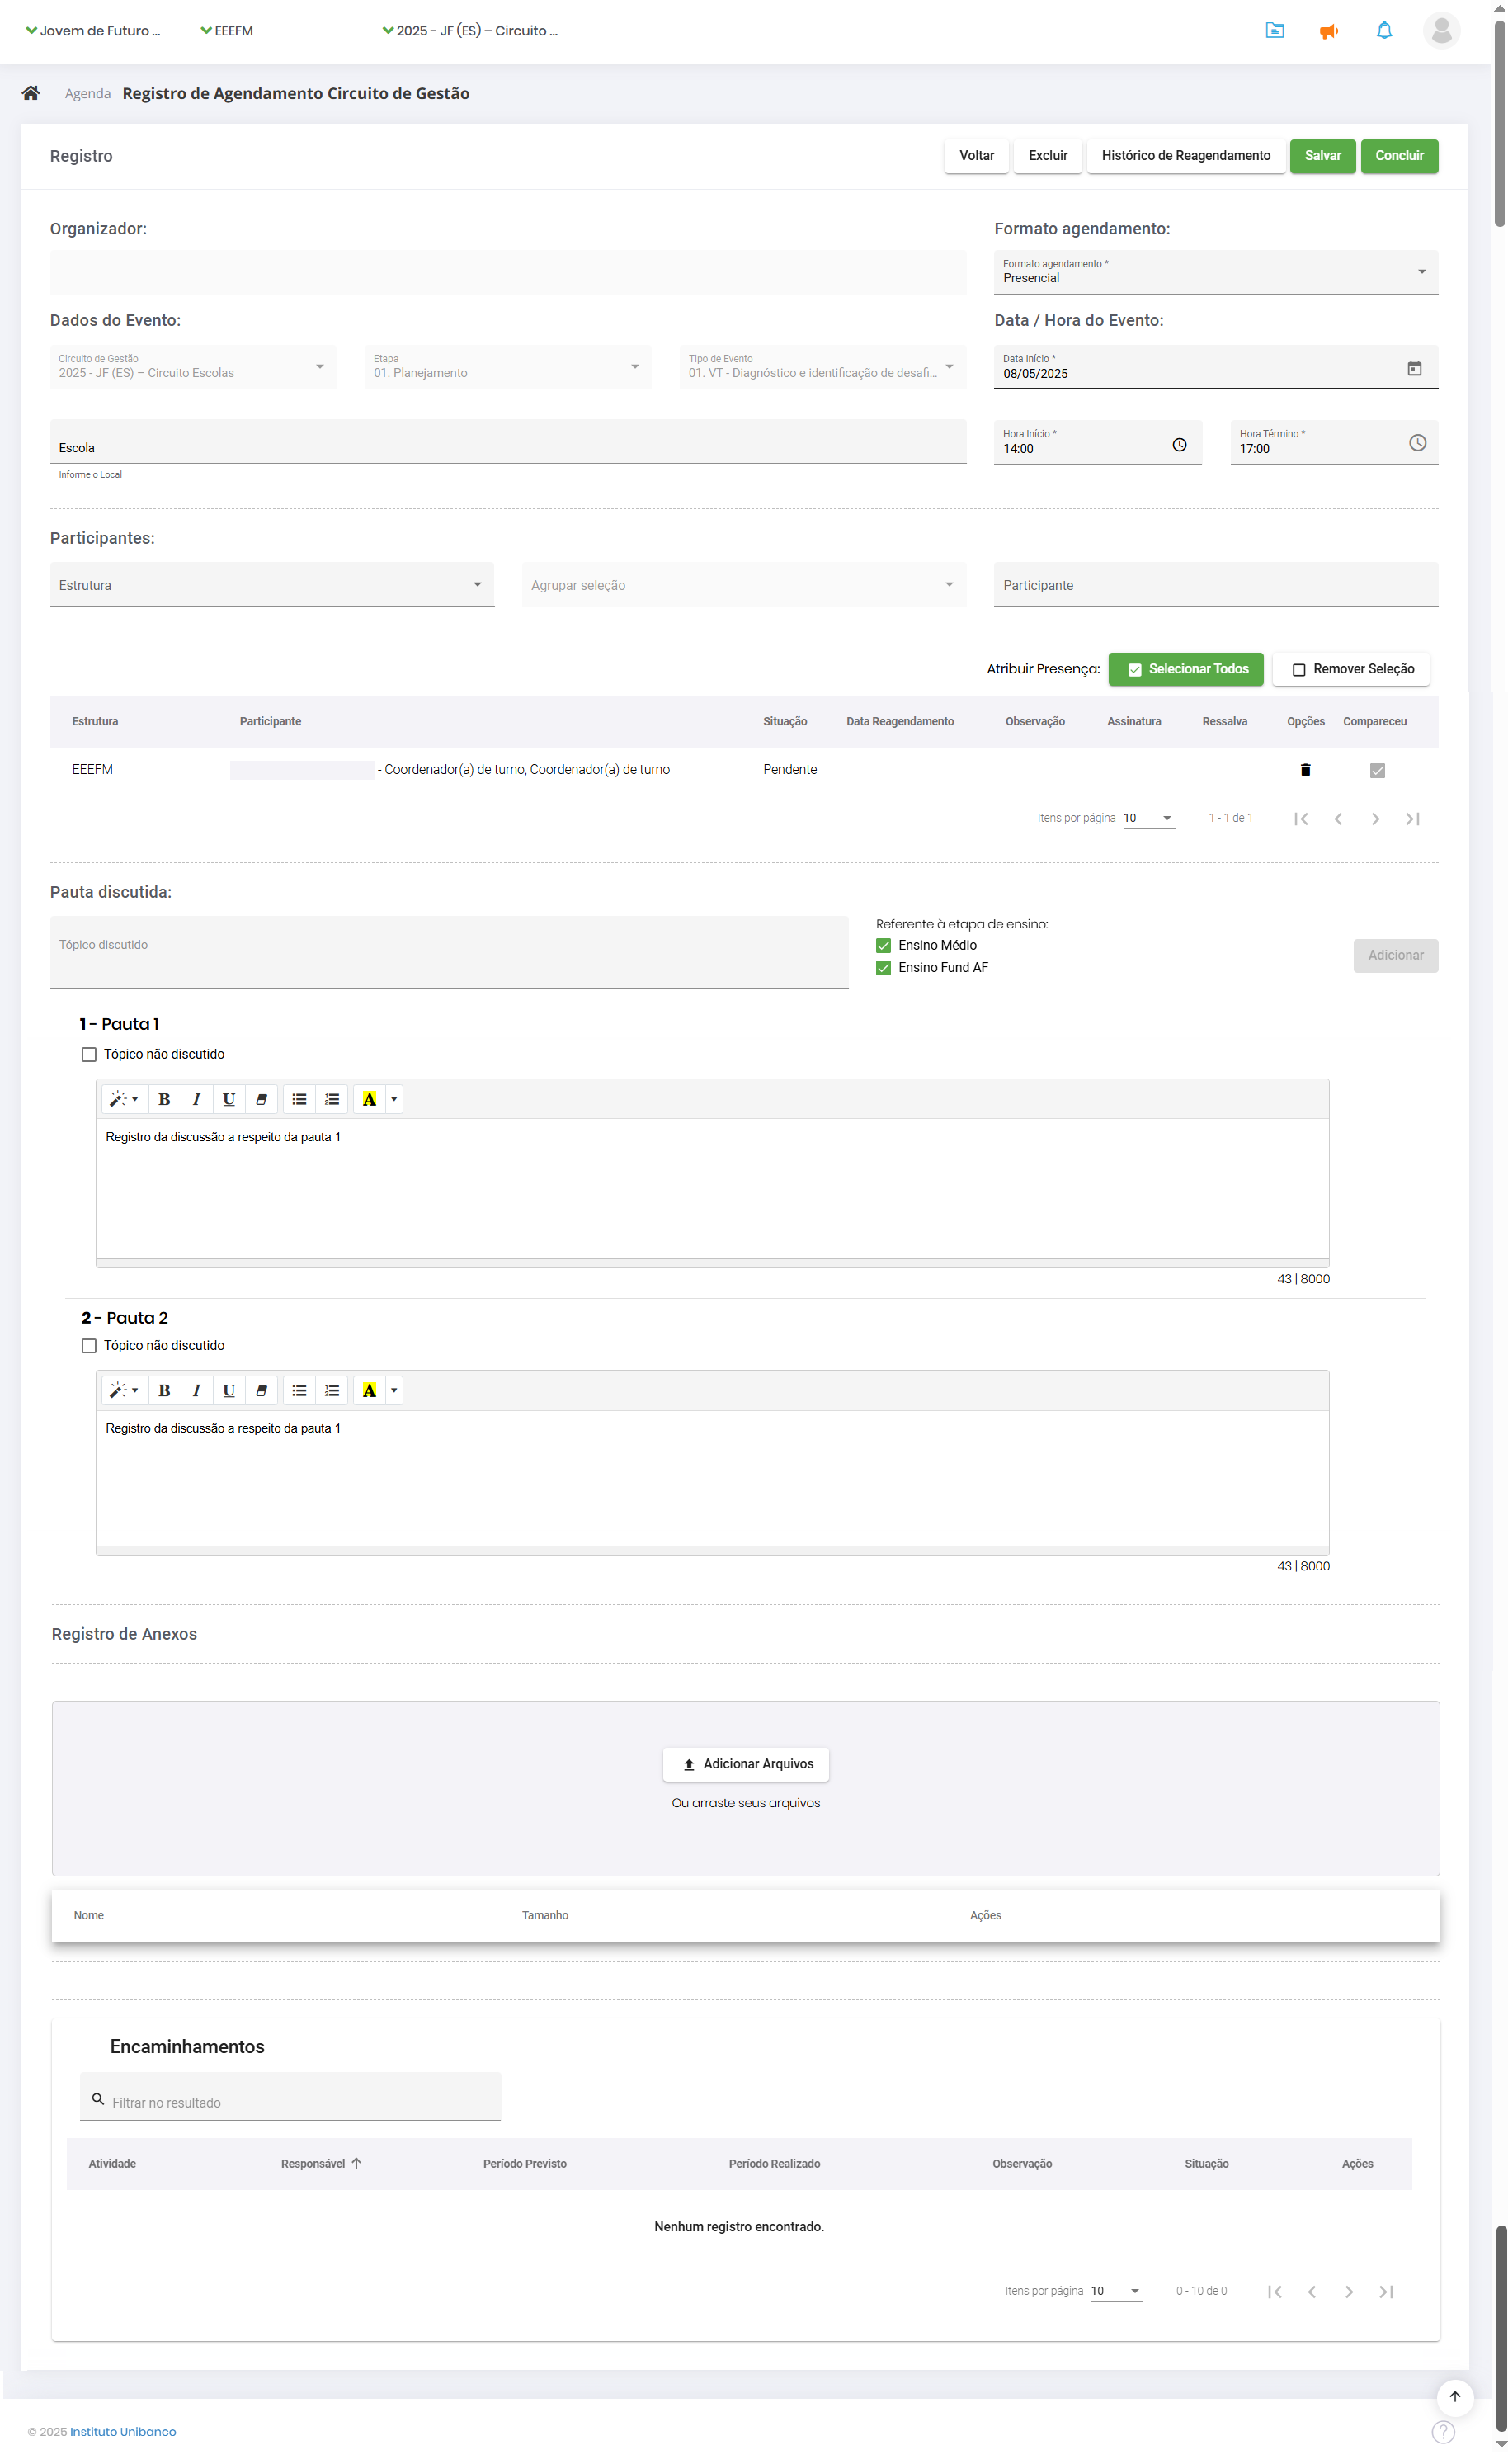 Jovem de Futuro ... EEEFM 2025 - JF (ES) – Circuito ...
- Agenda - Registro de Agendamento Circuito de Gestão
Registro Voltar Excluir Histórico de Reagendamento Salvar Concluir
Organizador: Formato agendamento:
Formato agendamento *
Presencial
Dados do Evento: Data / Hora do Evento:
Circuito de Gestão Etapa Tipo de Evento Data Início *
2025 - JF (ES) – Circuito Escolas 01. Planejamento 01. VT - Diagnóstico e identificação de desafi... 08/05/2025
Hora Início * Hora Término *
Escola 14:00 17:00
Informe o Local
Participantes:
Estrutura Agrupar seleção Participante
Atribuir Presença: Selecionar Todos Remover Seleção
Estrutura Participante Situação Data Reagendamento Observação Assinatura Ressalva Opções Compareceu
EEEFM - Coordenador(a) de turno, Coordenador(a) de turno Pendente
Itens por página 10 1 - 1 de 1
Pauta discutida:
Tópico discutido Referente à etapa de ensino:
Ensino Médio
Adicionar
Ensino Fund AF
1 - Pauta 1
Tópico não discutido
B I U A
Registro da discussão a respeito da pauta 1
43 | 8000
2 - Pauta 2
Tópico não discutido
B I U A
Registro da discussão a respeito da pauta 1
43 | 8000
Registro de Anexos
Adicionar Arquivos
Ou arraste seus arquivos
Nome Tamanho Ações
Encaminhamentos
Filtrar no resultado
Atividade Responsável Período Previsto Período Realizado Observação Situação Ações
Nenhum registro encontrado.
Itens por página 10 0 - 10 de 0
© 2025 Instituto Unibanco ?